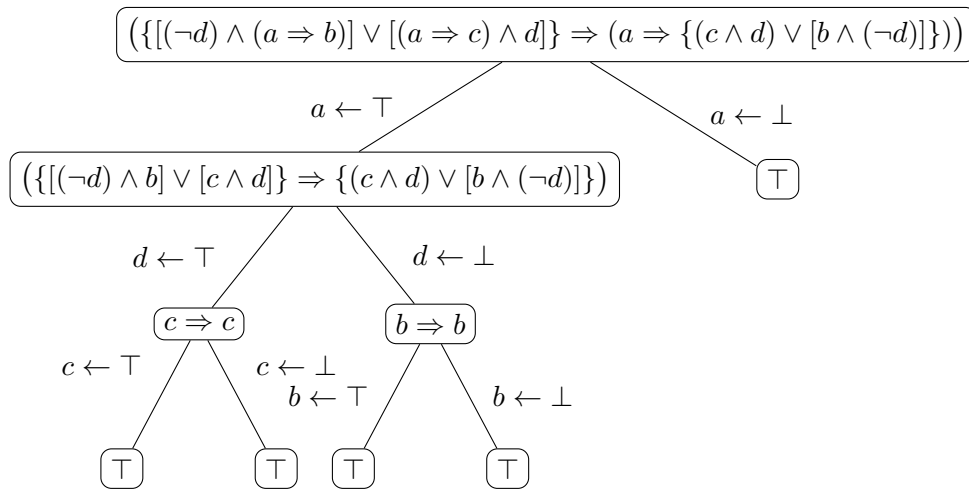 ({[(¬d) ∧ (a ⇒ b)] ∨ [(a ⇒ c) ∧ d]} ⇒ (a ⇒ {(c ∧ d) ∨ [b ∧ (¬d)]}))
a ← ⊤
a ← ⊥
({[(¬d) ∧ b] ∨ [c ∧ d]} ⇒ {(c ∧ d) ∨ [b ∧ (¬d)]})
⊤
d ← ⊤
d ← ⊥
c ⇒ c
b ⇒ b
c ← ⊤
c ← ⊥
b ← ⊤
b ← ⊥
⊤
⊤
⊤
⊤